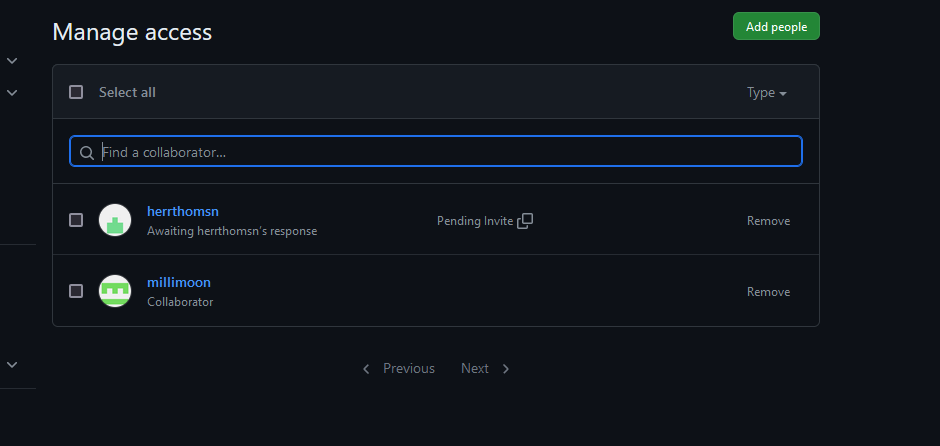 Manage access
Add people
Select all
Type
Find a collaborator...
herrthomsn
Awaiting herrthomsn's response
Pending Invite
Remove
millimoon
Collaborator
Remove
Previous Next